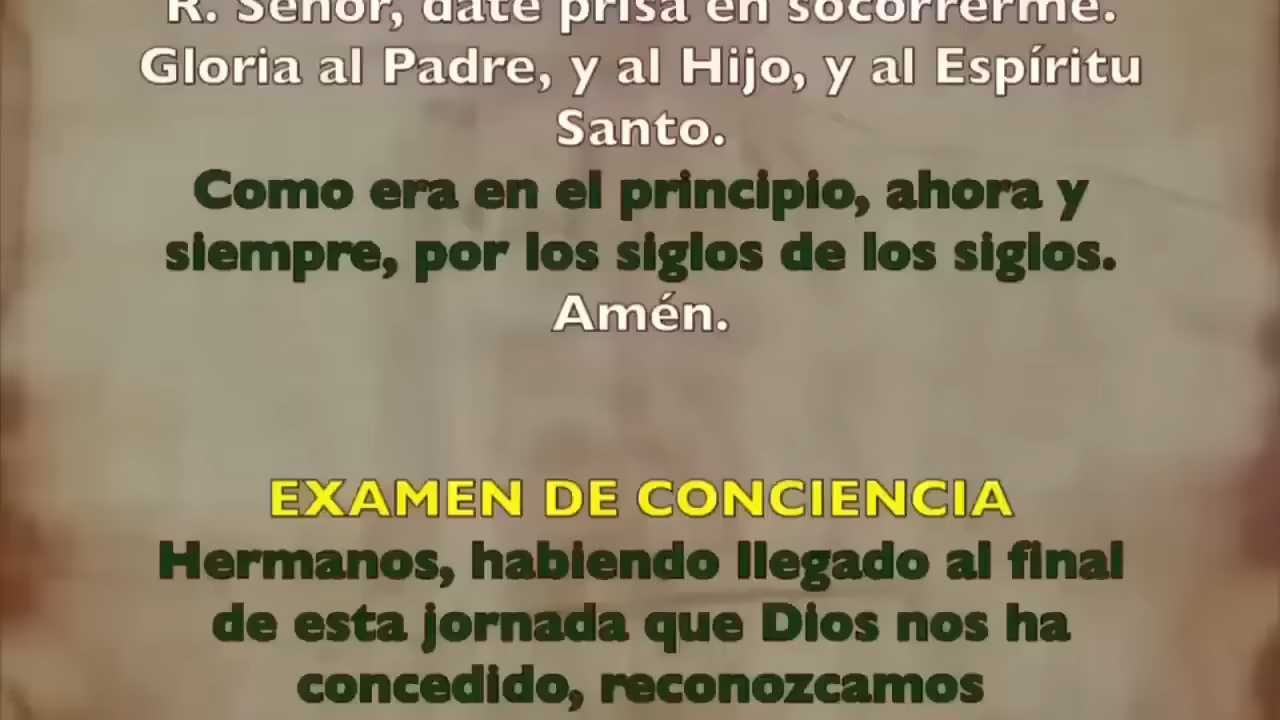 R. Señor, date prisa en socorrerme.
Gloria al Padre, y al Hijo, y al Espíritu
Santo.
Como era en el principio, ahora y
siempre, por los siglos de los siglos.
Amén.
EXAMEN DE CONCIENCIA
Hermanos, habiendo llegado al final
de esta jornada que Dios nos ha
concedido, reconozcamos